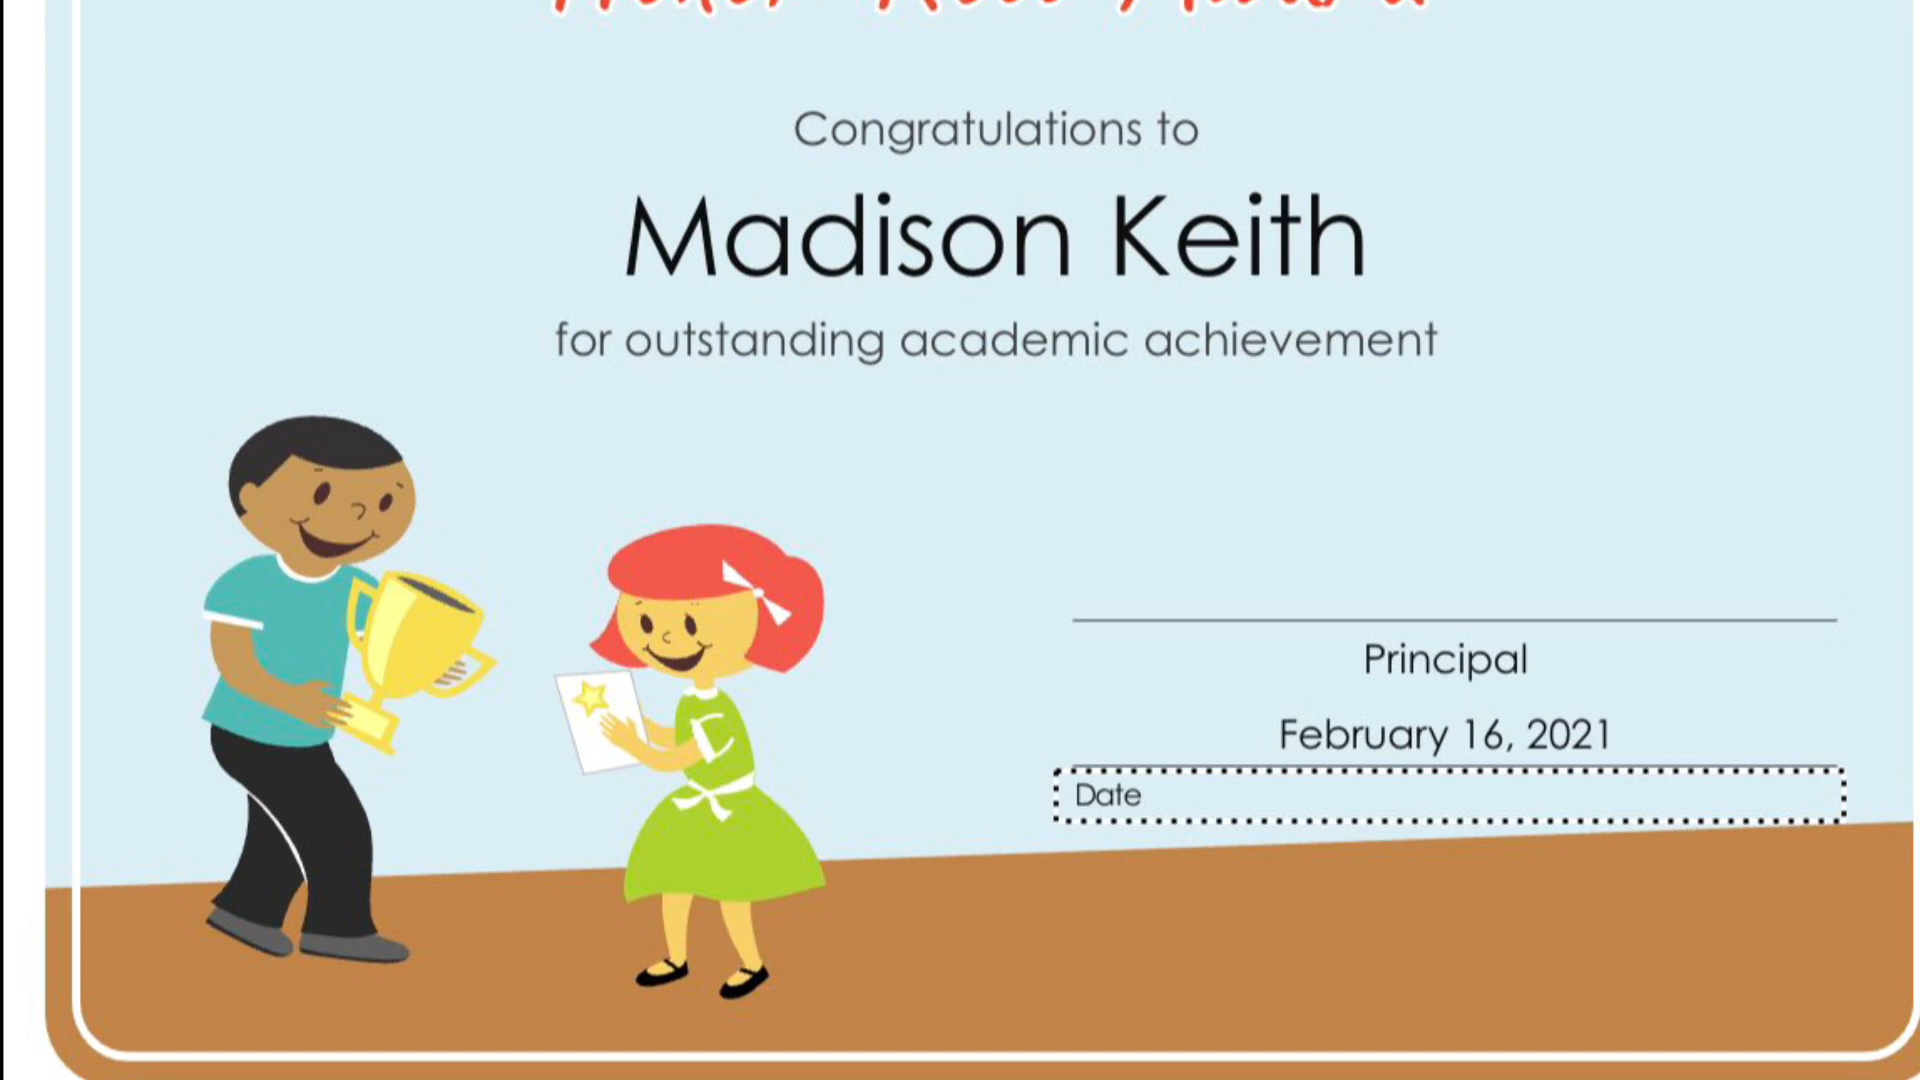 Congratulations to
Madison Keith
for outstanding academic achievement
Principal
February 16, 2021
Date